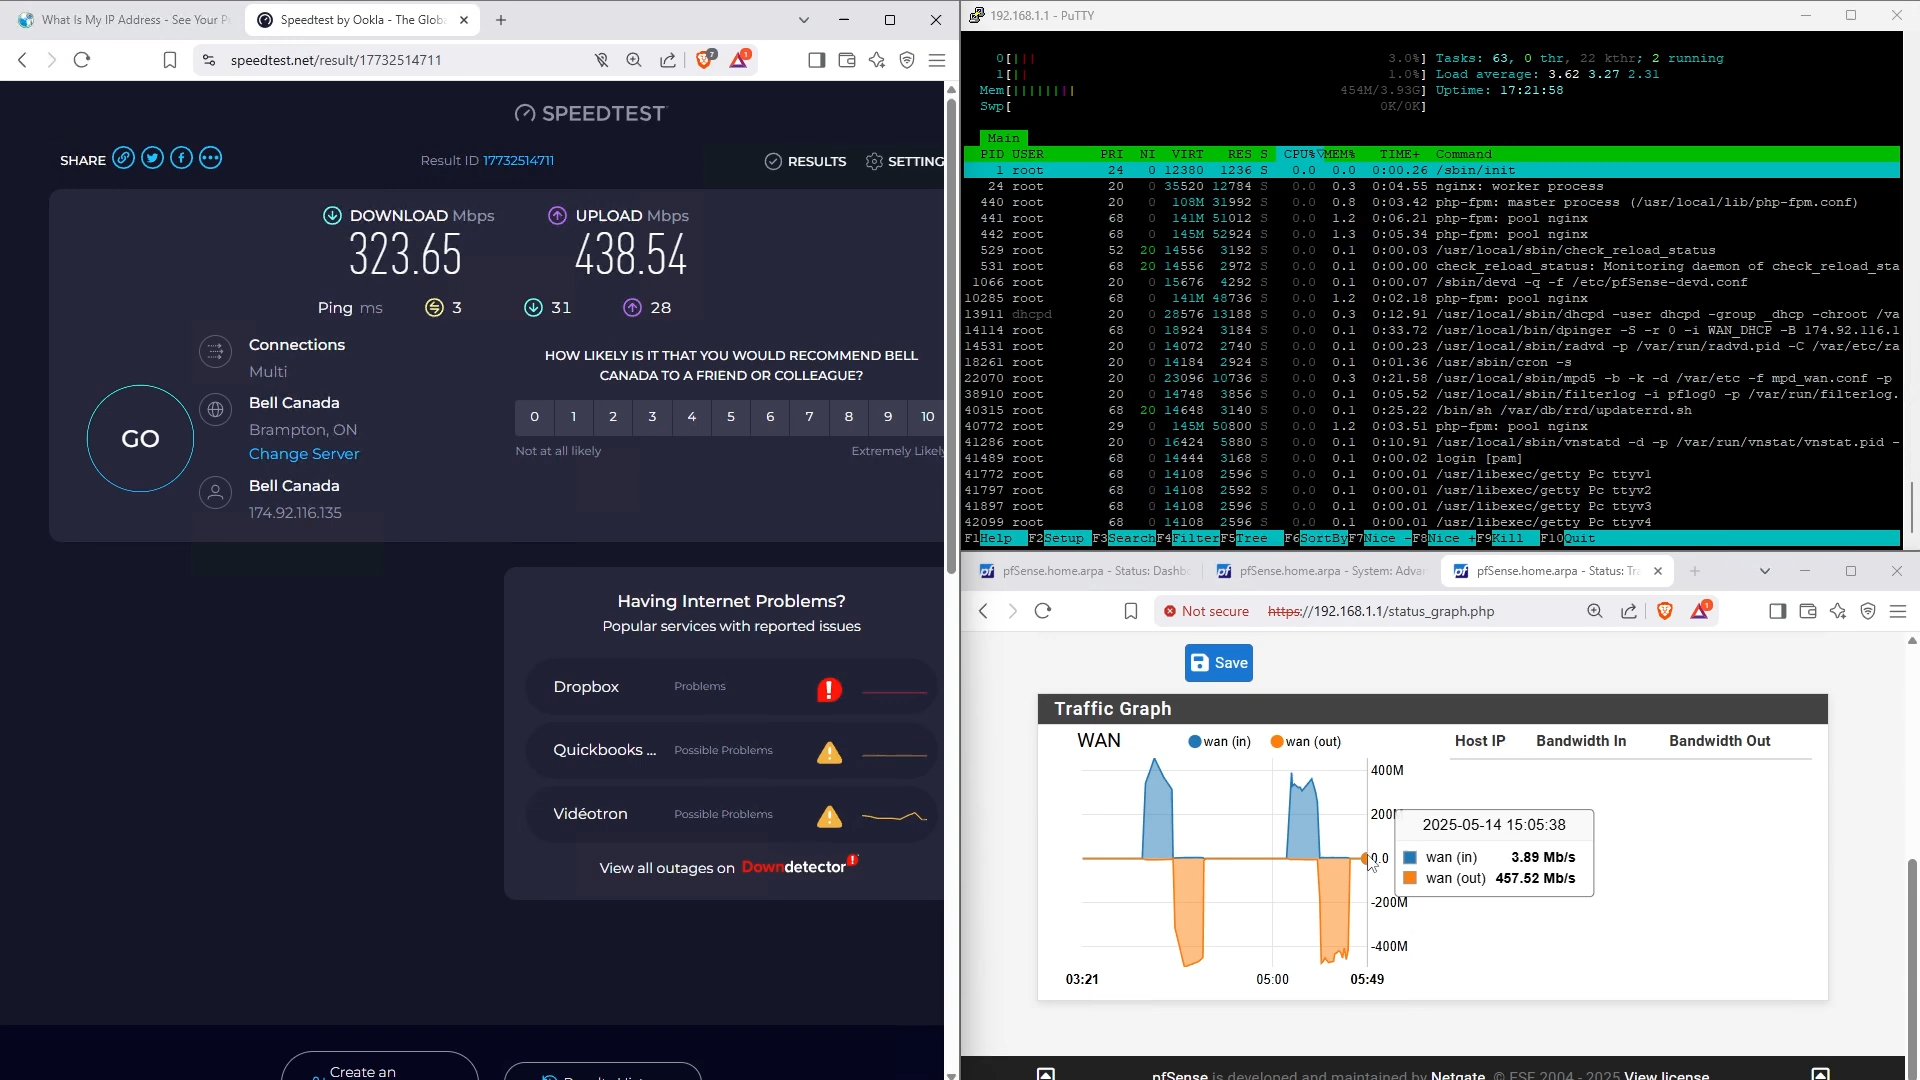 What Is My IP Address - See Your P
Speedtest by Ookla - The Globa
speedtest.net/result/17732514711
7
1
SPEEDTEST
SHARE
Result ID 17732514711
RESULTS
SETTING
DOWNLOAD Mbps
323.65
UPLOAD Mbps
438.54
Ping ms
3
31
28
Connections
Multi
Bell Canada
Brampton, ON
Change Server
Bell Canada
174.92.116.135
GO
HOW LIKELY IS IT THAT YOU WOULD RECOMMEND BELL
CANADA TO A FRIEND OR COLLEAGUE?
0 1 2 3 4 5 6 7 8 9 10
Not at all likely
Extremely Likely
Having Internet Problems?
Popular services with reported issues
Dropbox Problems
Quickbooks ... Possible Problems
Vidéotron Possible Problems
View all outages on Downdetector
Create an
192.168.1.1 - PuTTY
0[||| 3.0%] Tasks: 63, 0 thr, 22 kthr; 2 running
1[|| 1.0%] Load average: 3.62 3.27 2.31
Mem[|||||||| 454M/3.93G] Uptime: 17:21:58
Swp[ 0K/0K]
Main
PID USER PRI NI VIRT RES S CPU%▽MEM% TIME+ Command
1 root 24 0 12380 1236 S 0.0 0.0 0:00.26 /sbin/init
24 root 20 0 35520 12784 S 0.0 0.3 0:04.55 nginx: worker process
440 root 20 0 108M 31992 S 0.0 0.8 0:03.42 php-fpm: master process (/usr/local/lib/php-fpm.conf)
441 root 68 0 141M 51012 S 0.0 1.2 0:06.21 php-fpm: pool nginx
442 root 68 0 145M 52924 S 0.0 1.3 0:05.34 php-fpm: pool nginx
529 root 52 20 14556 3192 S 0.0 0.1 0:00.03 /usr/local/sbin/check_reload_status
531 root 68 20 14556 2972 S 0.0 0.1 0:00.00 check_reload_status: Monitoring daemon of check_reload_sta
1066 root 20 0 15676 4292 S 0.0 0.1 0:00.07 /sbin/devd -q -f /etc/pfSense-devd.conf
10285 root 68 0 141M 48736 S 0.0 1.2 0:02.18 php-fpm: pool nginx
13911 dhcpd 20 0 28576 13188 S 0.0 0.3 0:12.91 /usr/local/sbin/dhcpd -user dhcpd -group _dhcp -chroot /va
14114 root 68 0 18924 3184 S 0.0 0.1 0:33.72 /usr/local/bin/dpinger -S -r 0 -i WAN_DHCP -B 174.92.116.1
14531 root 20 0 14072 2740 S 0.0 0.1 0:00.23 /usr/local/sbin/radvd -p /var/run/radvd.pid -C /var/etc/ra
18261 root 20 0 14184 2924 S 0.0 0.1 0:01.36 /usr/sbin/cron -s
22070 root 20 0 23096 10736 S 0.0 0.3 0:21.58 /usr/local/sbin/mpd5 -b -k -d /var/etc -f mpd_wan.conf -p
38910 root 20 0 14748 3856 S 0.0 0.1 0:05.52 /usr/local/sbin/filterlog -i pflog0 -p /var/run/filterlog.
40315 root 68 20 14648 3140 S 0.0 0.1 0:25.22 /bin/sh /var/db/rrd/updaterrd.sh
40772 root 29 0 145M 50800 S 0.0 1.2 0:03.51 php-fpm: pool nginx
41286 root 20 0 16424 5880 S 0.0 0.1 0:10.91 /usr/local/sbin/vnstatd -d -p /var/run/vnstat/vnstat.pid -
41489 root 68 0 14444 3168 S 0.0 0.1 0:00.02 login [pam]
41772 root 68 0 14108 2596 S 0.0 0.1 0:00.01 /usr/libexec/getty Pc ttyv1
41797 root 68 0 14108 2592 S 0.0 0.1 0:00.01 /usr/libexec/getty Pc ttyv2
41897 root 68 0 14108 2596 S 0.0 0.1 0:00.01 /usr/libexec/getty Pc ttyv3
42099 root 68 0 14108 2596 S 0.0 0.1 0:00.01 /usr/libexec/getty Pc ttyv4
F1Help F2Setup F3SearchF4FilterF5Tree F6SortByF7Nice -F8Nice +F9Kill F10Quit
pfSense.home.arpa - Status: Dashb
pfSense.home.arpa - System: Advan
pfSense.home.arpa - Status: Tra
Not secure https://192.168.1.1/status_graph.php
1
Save
Traffic Graph
WAN
wan (in) wan (out)
Host IP Bandwidth In Bandwidth Out
400M
200M
0.0
-200M
-400M
03:21 05:00 05:49
2025-05-14 15:05:38
wan (in) 3.89 Mb/s
wan (out) 457.52 Mb/s
pfSense is developed and maintained by Netgate. © ESF 2004 - 2025 View license.